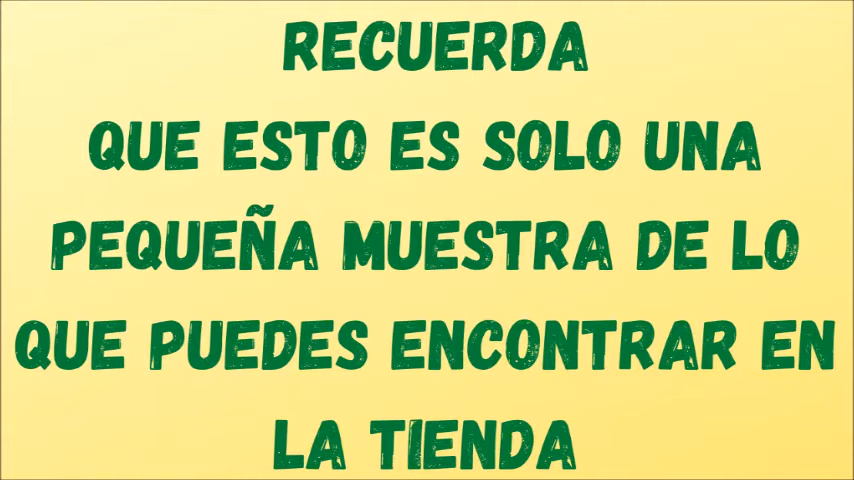 RECUERDA
QUE ESTO ES SOLO UNA
PEQUEÑA MUESTRA DE LO
QUE PUEDES ENCONTRAR EN
LA TIENDA